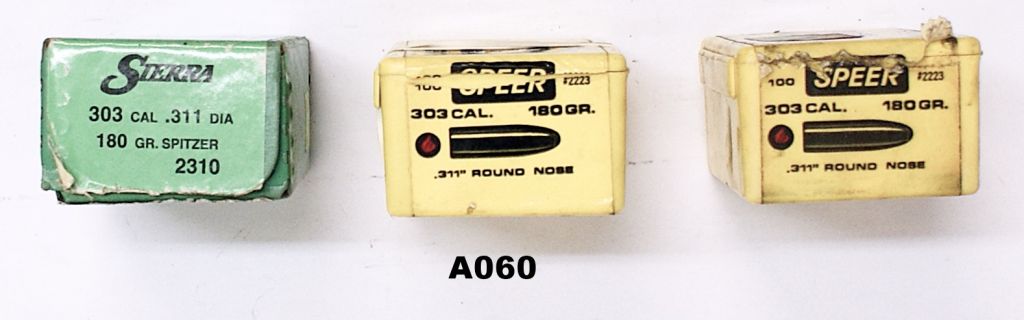 SIERRA
303 CAL .311 DIA
180 GR. SPITZER
2310
100 SPEER #2223
303 CAL. 180 GR.
.311" ROUND NOSE
100 SPEER #2223
303 CAL. 180 GR.
.311" ROUND NOSE
A060